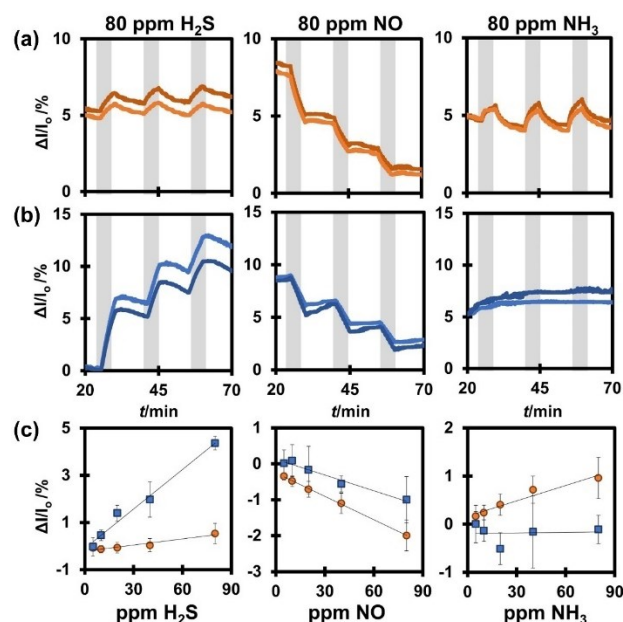 (a) 80 ppm H₂S 80 ppm NO 80 ppm NH₃
10 10 10
ΔI/Iₒ /%
5 5 5
0 0 0
(b) 15 15 15
ΔI/Iₒ/%
10 10 10
5 5 5
0 0 0
20 45 70 20 45 70 20 45 70
t/min t/min t/min
(c)
ΔI/Iₒ/%
5 1 2
3 0 1
-1 0
1 -2
-1 -3 -1
0 30 60 90 0 30 60 90 0 30 60 90
ppm H₂S ppm NO ppm NH₃